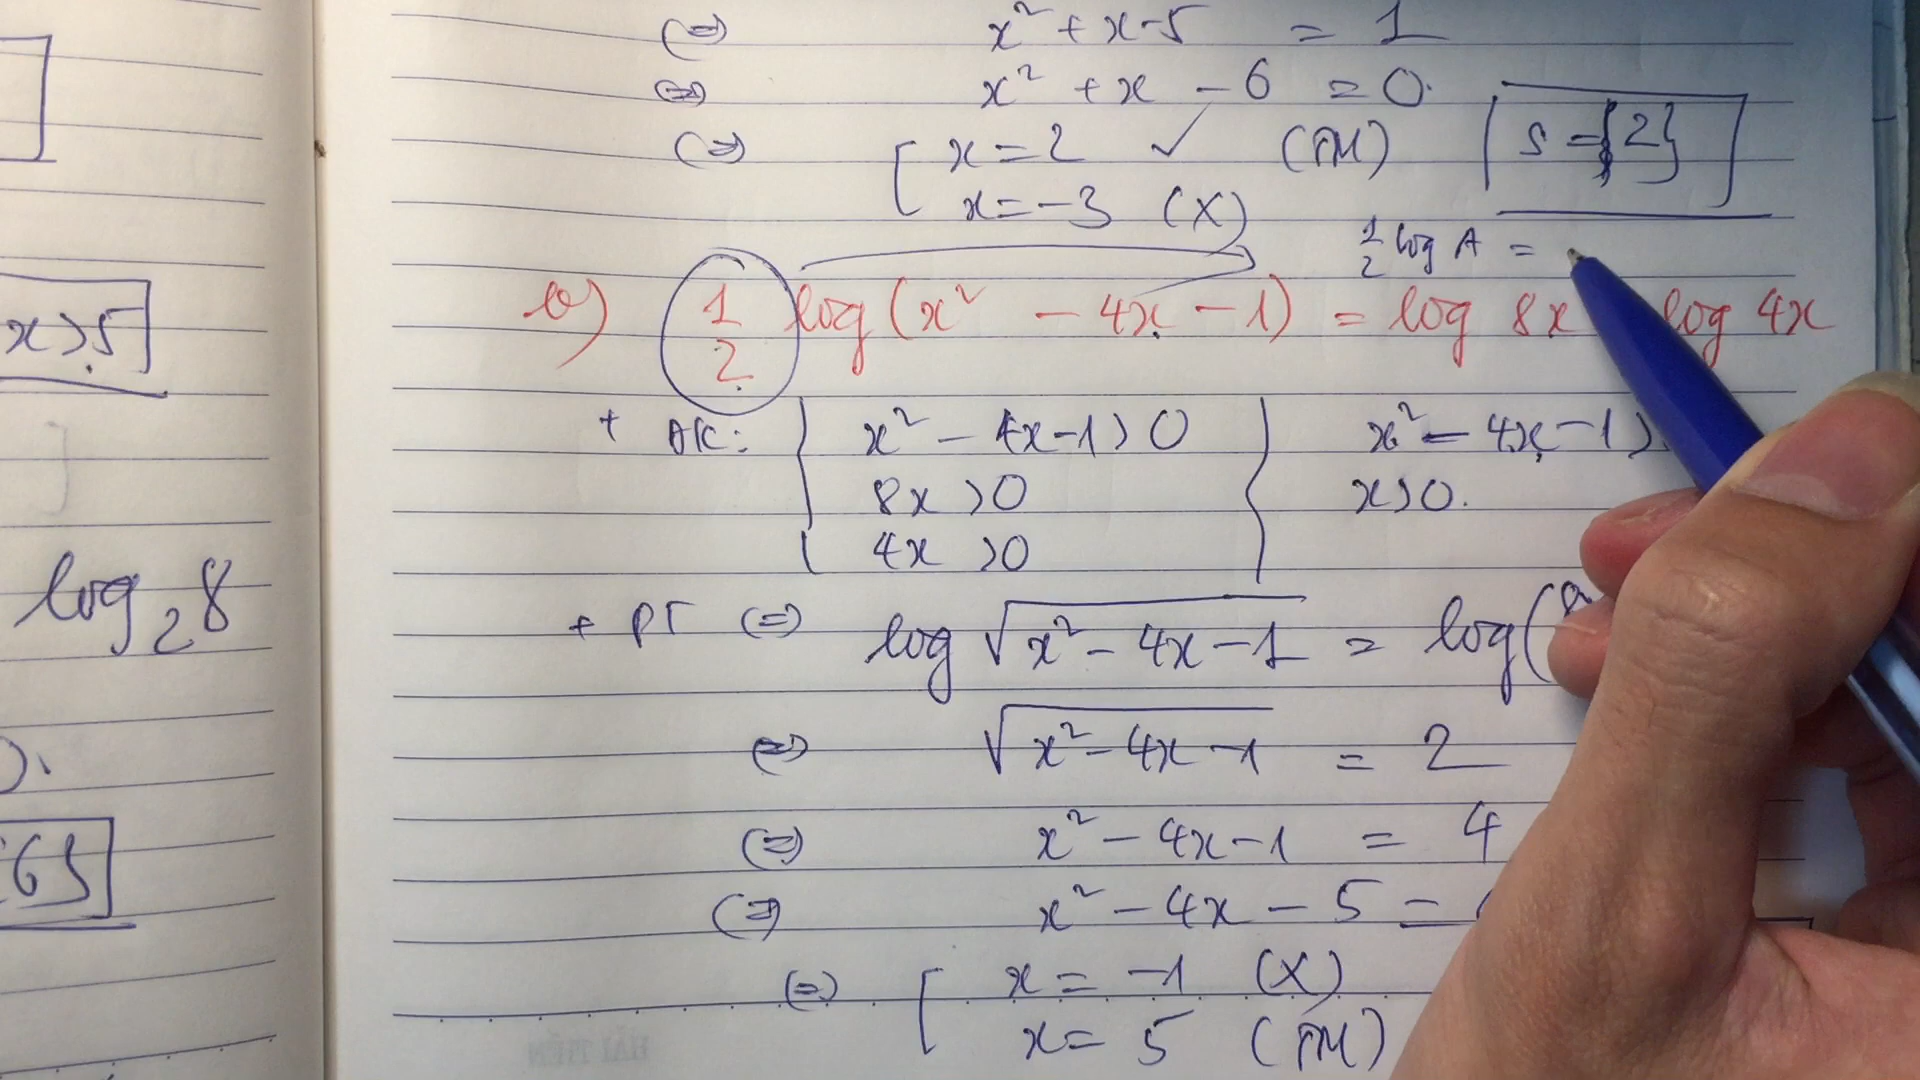 x² + x - 5 = 1
⇔ x² + x - 6 = 0.
⇔ [ x = 2 ✓ (TM) S = {2}
x = -3 (X)
1/2 log A =
b) 1/2 log(x² - 4x - 1) = log 8x log 4x
+ ĐK: { x² - 4x - 1 > 0 { x² - 4x - 1 >
8x > 0 x > 0.
4x > 0
+ PT ⇔ log √(x² - 4x - 1) = log(
⇔ √(x² - 4x - 1) = 2
⇔ x² - 4x - 1 = 4
⇔ x² - 4x - 5 =
⇔ [ x = -1 (X)
x = 5 (TM)
x > 5
log₂8
HẢI TIẾN